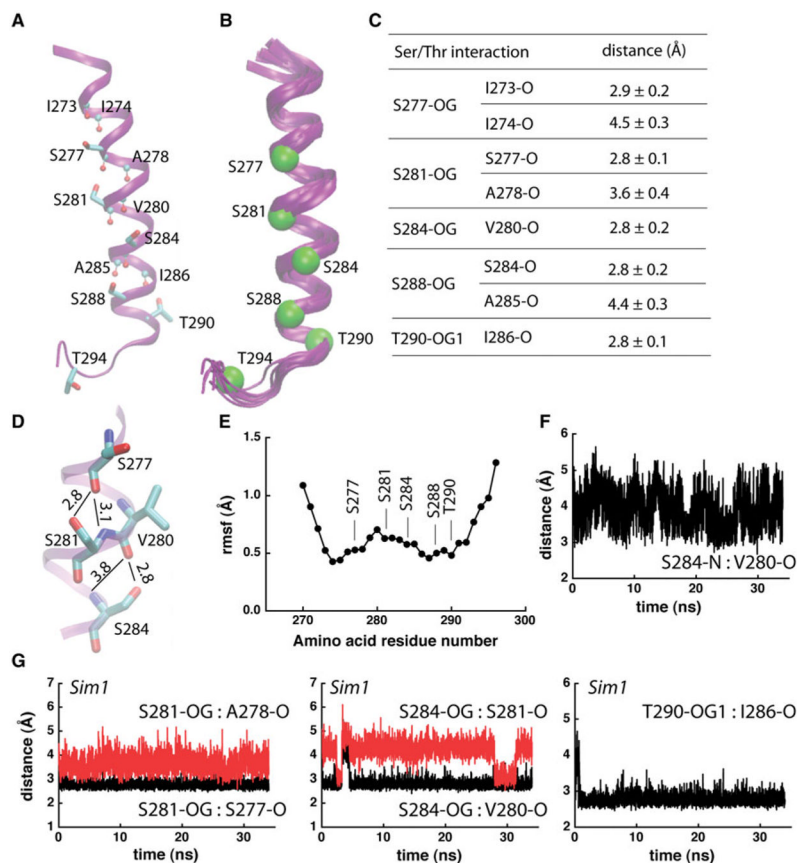 A
I273
I274
S277
A278
S281
V280
S284
A285
I286
S288
T290
T294
B
S277
S281
S284
S288
T290
T294
C
Ser/Thr interaction distance (Å)
S277-OG
I273-O 2.9 ± 0.2
I274-O 4.5 ± 0.3
S281-OG
S277-O 2.8 ± 0.1
A278-O 3.6 ± 0.4
S284-OG V280-O 2.8 ± 0.2
S288-OG
S284-O 2.8 ± 0.2
A285-O 4.4 ± 0.3
T290-OG1 I286-O 2.8 ± 0.1
D
S277
2.8
3.1
S281
V280
3.8
2.8
S284
E
1.5
1.0
0.5
0.0
rmsf (Å)
S277
S281
S284
S288
T290
270 280 290 300
Amino acid residue number
F
6
5
4
3
2
distance (Å)
S284-N : V280-O
0 10 20 30
time (ns)
G
Sim1
7
6
5
4
3
2
1
distance (Å)
S281-OG : A278-O
S281-OG : S277-O
0 10 20 30
time (ns)
Sim1
7
6
5
4
3
2
1
S284-OG : S281-O
S284-OG : V280-O
0 10 20 30
time (ns)
Sim1
6
5
4
3
2
T290-OG1 : I286-O
0 10 20 30
time (ns)